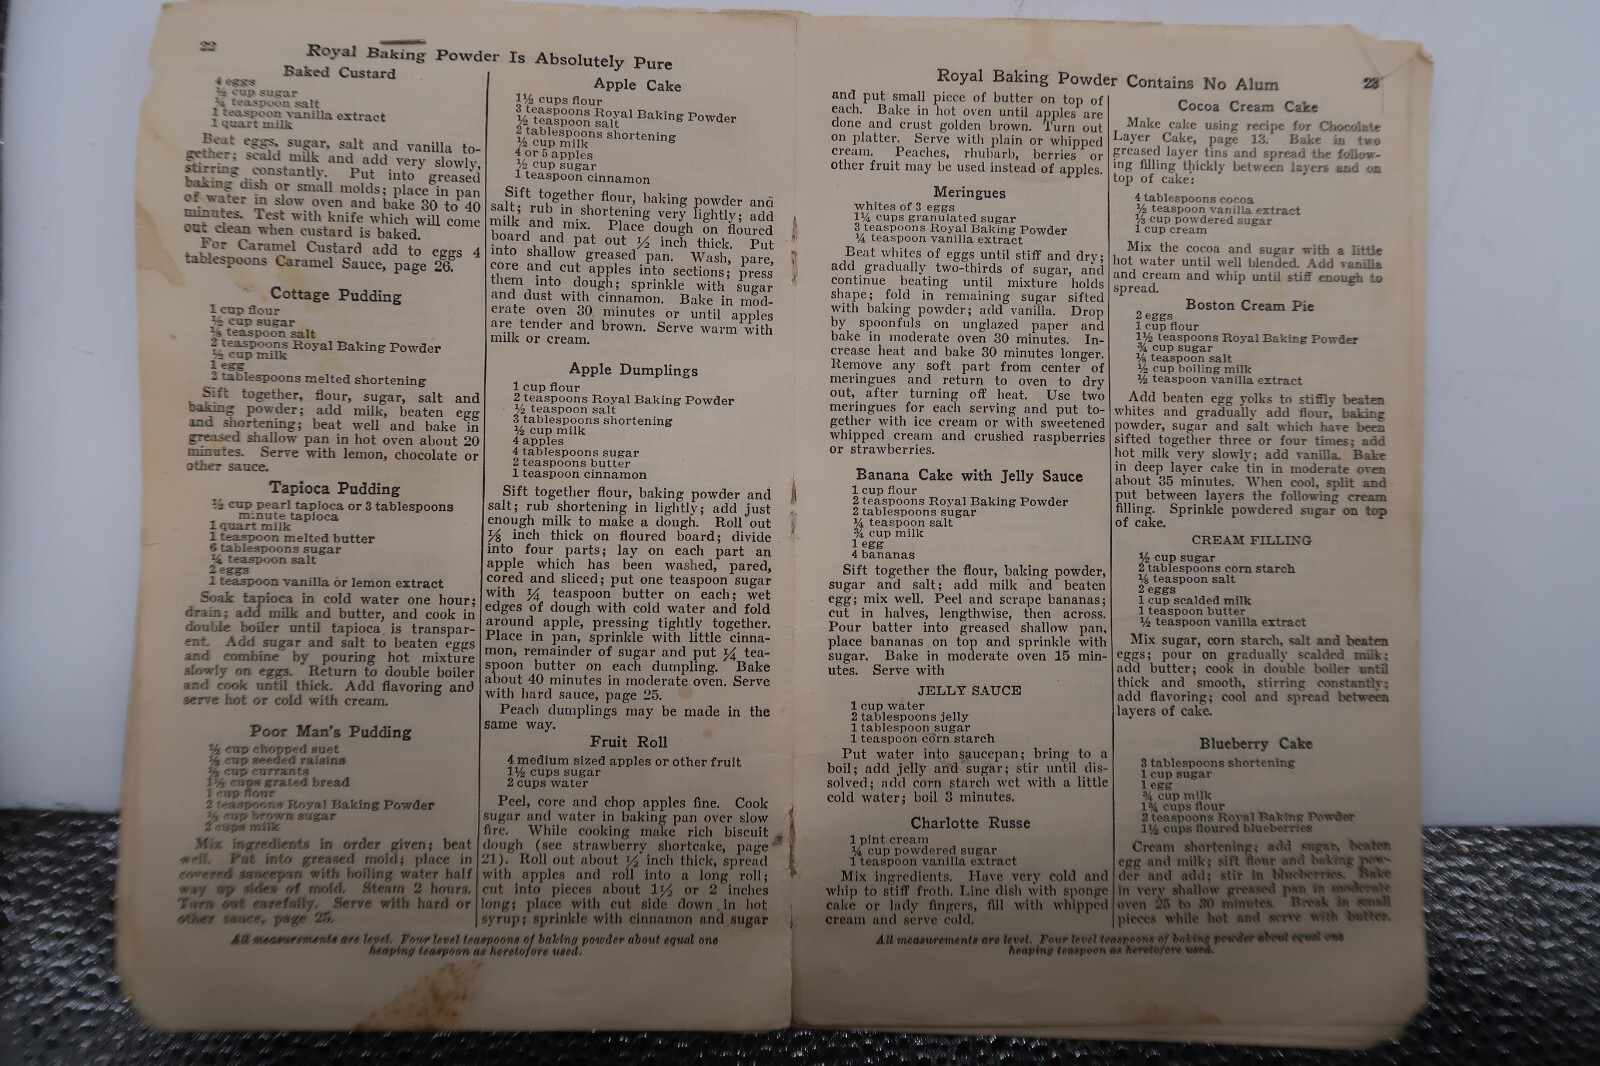 22
Royal Baking Powder Is Absolutely Pure
Baked Custard
4 eggs
½ cup sugar
¼ teaspoon salt
1 teaspoon vanilla extract
1 quart milk
Beat eggs, sugar, salt and vanilla to-
gether; scald milk and add very slowly,
stirring constantly. Put into greased
baking dish or small molds; place in pan
of water in slow oven and bake 30 to 40
minutes. Test with knife which will come
out clean when custard is baked.
For Caramel Custard add to eggs 4
tablespoons Caramel Sauce, page 26.
Cottage Pudding
1 cup flour
½ cup sugar
⅛ teaspoon salt
2 teaspoons Royal Baking Powder
½ cup milk
1 egg
2 tablespoons melted shortening
Sift together, flour, sugar, salt and
baking powder; add milk, beaten egg
and shortening; beat well and bake in
greased shallow pan in hot oven about 20
minutes. Serve with lemon, chocolate or
other sauce.
Tapioca Pudding
½ cup pearl tapioca or 3 tablespoons
minute tapioca
1 quart milk
1 teaspoon melted butter
6 tablespoons sugar
¼ teaspoon salt
2 eggs
1 teaspoon vanilla or lemon extract
Soak tapioca in cold water one hour;
drain; add milk and butter, and cook in
double boiler until tapioca is transpar-
ent. Add sugar and salt to beaten eggs
and combine by pouring hot mixture
slowly on eggs. Return to double boiler
and cook until thick. Add flavoring and
serve hot or cold with cream.
Poor Man's Pudding
½ cup chopped suet
½ cup seeded raisins
½ cup currants
1½ cups grated bread
1 cup flour
2 teaspoons Royal Baking Powder
½ cup brown sugar
2 cups milk
Mix ingredients in order given; beat
well. Put into greased mold; place in
covered saucepan with boiling water half
way up sides of mold. Steam 2 hours.
Turn out carefully. Serve with hard or
other sauce, page 25.
Apple Cake
1½ cups flour
3 teaspoons Royal Baking Powder
½ teaspoon salt
2 tablespoons shortening
½ cup milk
4 or 5 apples
½ cup sugar
1 teaspoon cinnamon
Sift together flour, baking powder and
salt; rub in shortening very lightly; add
milk and mix. Place dough on floured
board and pat out ½ inch thick. Put
into shallow greased pan. Wash, pare,
core and cut apples into sections; press
them into dough; sprinkle with sugar
and dust with cinnamon. Bake in mod-
erate oven 30 minutes or until apples
are tender and brown. Serve warm with
milk or cream.
Apple Dumplings
1 cup flour
2 teaspoons Royal Baking Powder
½ teaspoon salt
3 tablespoons shortening
½ cup milk
4 apples
4 tablespoons sugar
2 teaspoons butter
1 teaspoon cinnamon
Sift together flour, baking powder and
salt; rub shortening in lightly; add just
enough milk to make a dough. Roll out
⅛ inch thick on floured board; divide
into four parts; lay on each part an
apple which has been washed, pared,
cored and sliced; put one teaspoon sugar
with ¼ teaspoon butter on each; wet
edges of dough with cold water and fold
around apple, pressing tightly together.
Place in pan, sprinkle with little cinna-
mon, remainder of sugar and put ¼ tea-
spoon butter on each dumpling. Bake
about 40 minutes in moderate oven. Serve
with hard sauce, page 25.
Peach dumplings may be made in the
same way.
Fruit Roll
4 medium sized apples or other fruit
1½ cups sugar
2 cups water
Peel, core and chop apples fine. Cook
sugar and water in baking pan over slow
fire. While cooking make rich biscuit
dough (see strawberry shortcake, page
21). Roll out about ½ inch thick, spread
with apples and roll into a long roll;
cut into pieces about 1½ or 2 inches
long; place with cut side down in hot
syrup; sprinkle with cinnamon and sugar
All measurements are level. Four level teaspoons of baking powder about equal one
heaping teaspoon as heretofore used.
Royal Baking Powder Contains No Alum
23
and put small piece of butter on top of
each. Bake in hot oven until apples are
done and crust golden brown. Turn out
on platter. Serve with plain or whipped
cream. Peaches, rhubarb, berries or
other fruit may be used instead of apples.
Meringues
whites of 3 eggs
1¼ cups granulated sugar
3 teaspoons Royal Baking Powder
¼ teaspoon vanilla extract
Beat whites of eggs until stiff and dry;
add gradually two-thirds of sugar, and
continue beating until mixture holds
shape; fold in remaining sugar sifted
with baking powder; add vanilla. Drop
by spoonfuls on unglazed paper and
bake in moderate oven 30 minutes. In-
crease heat and bake 30 minutes longer.
Remove any soft part from center of
meringues and return to oven to dry
out, after turning off heat. Use two
meringues for each serving and put to-
gether with ice cream or with sweetened
whipped cream and crushed raspberries
or strawberries.
Banana Cake with Jelly Sauce
1 cup flour
2 teaspoons Royal Baking Powder
2 tablespoons sugar
¼ teaspoon salt
¾ cup milk
1 egg
4 bananas
Sift together the flour, baking powder,
sugar and salt; add milk and beaten
egg; mix well. Peel and scrape bananas;
cut in halves, lengthwise, then across.
Pour batter into greased shallow pan,
place bananas on top and sprinkle with
sugar. Bake in moderate oven 15 min-
utes. Serve with
JELLY SAUCE
1 cup water
2 tablespoons jelly
1 tablespoon sugar
1 teaspoon corn starch
Put water into saucepan; bring to a
boil; add jelly and sugar; stir until dis-
solved; add corn starch wet with a little
cold water; boil 3 minutes.
Charlotte Russe
1 pint cream
¼ cup powdered sugar
1 teaspoon vanilla extract
Mix ingredients. Have very cold and
whip to stiff froth. Line dish with sponge
cake or lady fingers, fill with whipped
cream and serve cold.
Cocoa Cream Cake
Make cake using recipe for Chocolate
Layer Cake, page 13. Bake in two
greased layer tins and spread the follow-
ing filling thickly between layers and on
top of cake:
4 tablespoons cocoa
½ teaspoon vanilla extract
⅔ cup powdered sugar
1 cup cream
Mix the cocoa and sugar with a little
hot water until well blended. Add vanilla
and cream and whip until stiff enough to
spread.
Boston Cream Pie
2 eggs
1 cup flour
1½ teaspoons Royal Baking Powder
¾ cup sugar
⅛ teaspoon salt
½ cup boiling milk
½ teaspoon vanilla extract
Add beaten egg yolks to stiffly beaten
whites and gradually add flour, baking
powder, sugar and salt which have been
sifted together three or four times; add
hot milk very slowly; add vanilla. Bake
in deep layer cake tin in moderate oven
about 35 minutes. When cool, split and
put between layers the following cream
filling. Sprinkle powdered sugar on top
of cake.
CREAM FILLING
½ cup sugar
2 tablespoons corn starch
⅛ teaspoon salt
2 eggs
1 cup scalded milk
1 teaspoon butter
½ teaspoon vanilla extract
Mix sugar, corn starch, salt and beaten
eggs; pour on gradually scalded milk;
add butter; cook in double boiler until
thick and smooth, stirring constantly;
add flavoring; cool and spread between
layers of cake.
Blueberry Cake
3 tablespoons shortening
1 cup sugar
1 egg
¾ cup milk
1¾ cups flour
2 teaspoons Royal Baking Powder
1½ cups floured blueberries
Cream shortening; add sugar, beaten
egg and milk; sift flour and baking pow-
der and add; stir in blueberries. Bake
in very shallow greased pan in moderate
oven 25 to 30 minutes. Break in small
pieces while hot and serve with butter.
All measurements are level. Four level teaspoons of baking powder about equal one
heaping teaspoon as heretofore used.